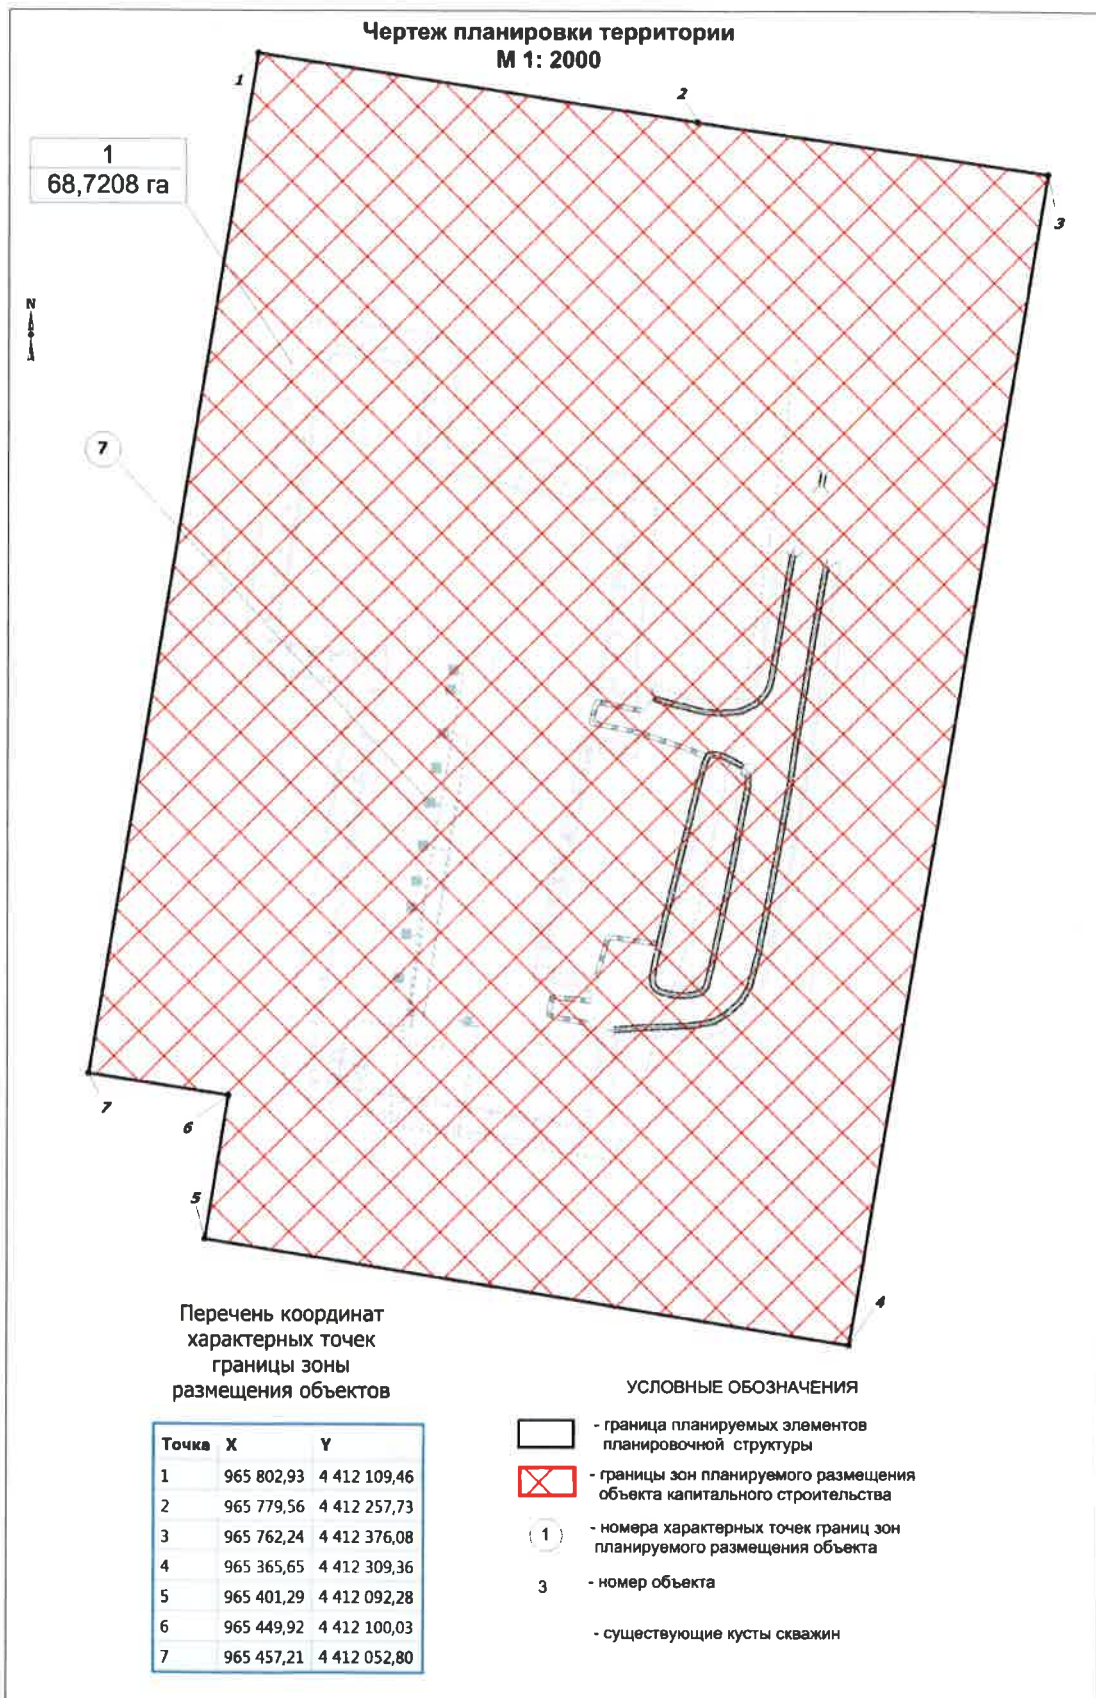 Чертеж планировки территории
М 1: 2000
1
2
3
1
68,7208 га
N
7
7
6
5
4
Перечень координат
характерных точек
границы зоны
размещения объектов
Точка X Y
1 965 802,93 4 412 109,46
2 965 779,56 4 412 257,73
3 965 762,24 4 412 376,08
4 965 365,65 4 412 309,36
5 965 401,29 4 412 092,28
6 965 449,92 4 412 100,03
7 965 457,21 4 412 052,80
УСЛОВНЫЕ ОБОЗНАЧЕНИЯ
- граница планируемых элементов
планировочной структуры
- границы зон планируемого размещения
объекта капитального строительства
1 - номера характерных точек границ зон
планируемого размещения объекта
3 - номер объекта
- существующие кусты скважин